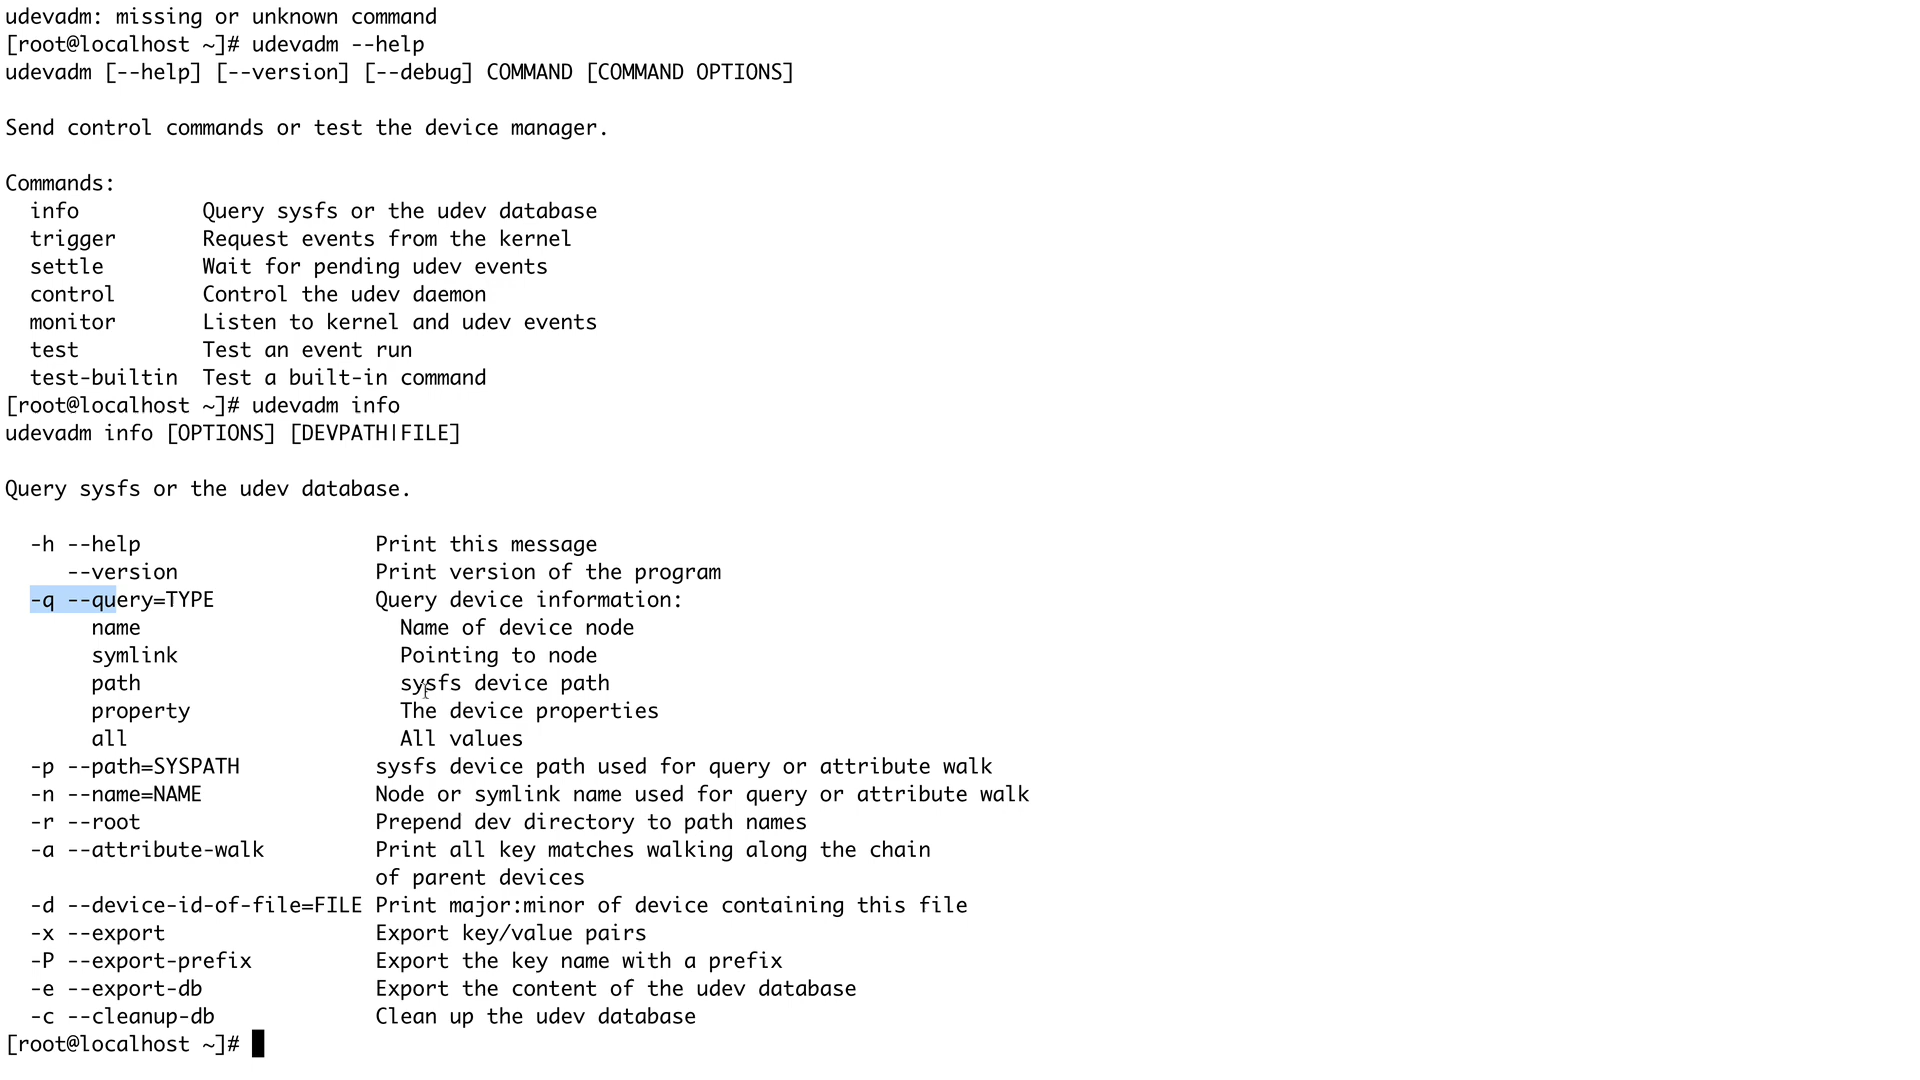 udevadm: missing or unknown command
[root@localhost ~]# udevadm --help
udevadm [--help] [--version] [--debug] COMMAND [COMMAND OPTIONS]
Send control commands or test the device manager.
Commands:
  info          Query sysfs or the udev database
  trigger       Request events from the kernel
  settle        Wait for pending udev events
  control       Control the udev daemon
  monitor       Listen to kernel and udev events
  test          Test an event run
  test-builtin  Test a built-in command
[root@localhost ~]# udevadm info
udevadm info [OPTIONS] [DEVPATH|FILE]
Query sysfs or the udev database.
  -h --help                   Print this message
     --version                Print version of the program
  -q --query=TYPE             Query device information:
       name                     Name of device node
       symlink                  Pointing to node
       path                     sysfs device path
       property                 The device properties
       all                      All values
  -p --path=SYSPATH           sysfs device path used for query or attribute walk
  -n --name=NAME              Node or symlink name used for query or attribute walk
  -r --root                   Prepend dev directory to path names
  -a --attribute-walk         Print all key matches walking along the chain
                              of parent devices
  -d --device-id-of-file=FILE Print major:minor of device containing this file
  -x --export                 Export key/value pairs
  -P --export-prefix          Export the key name with a prefix
  -e --export-db              Export the content of the udev database
  -c --cleanup-db             Clean up the udev database
[root@localhost ~]#